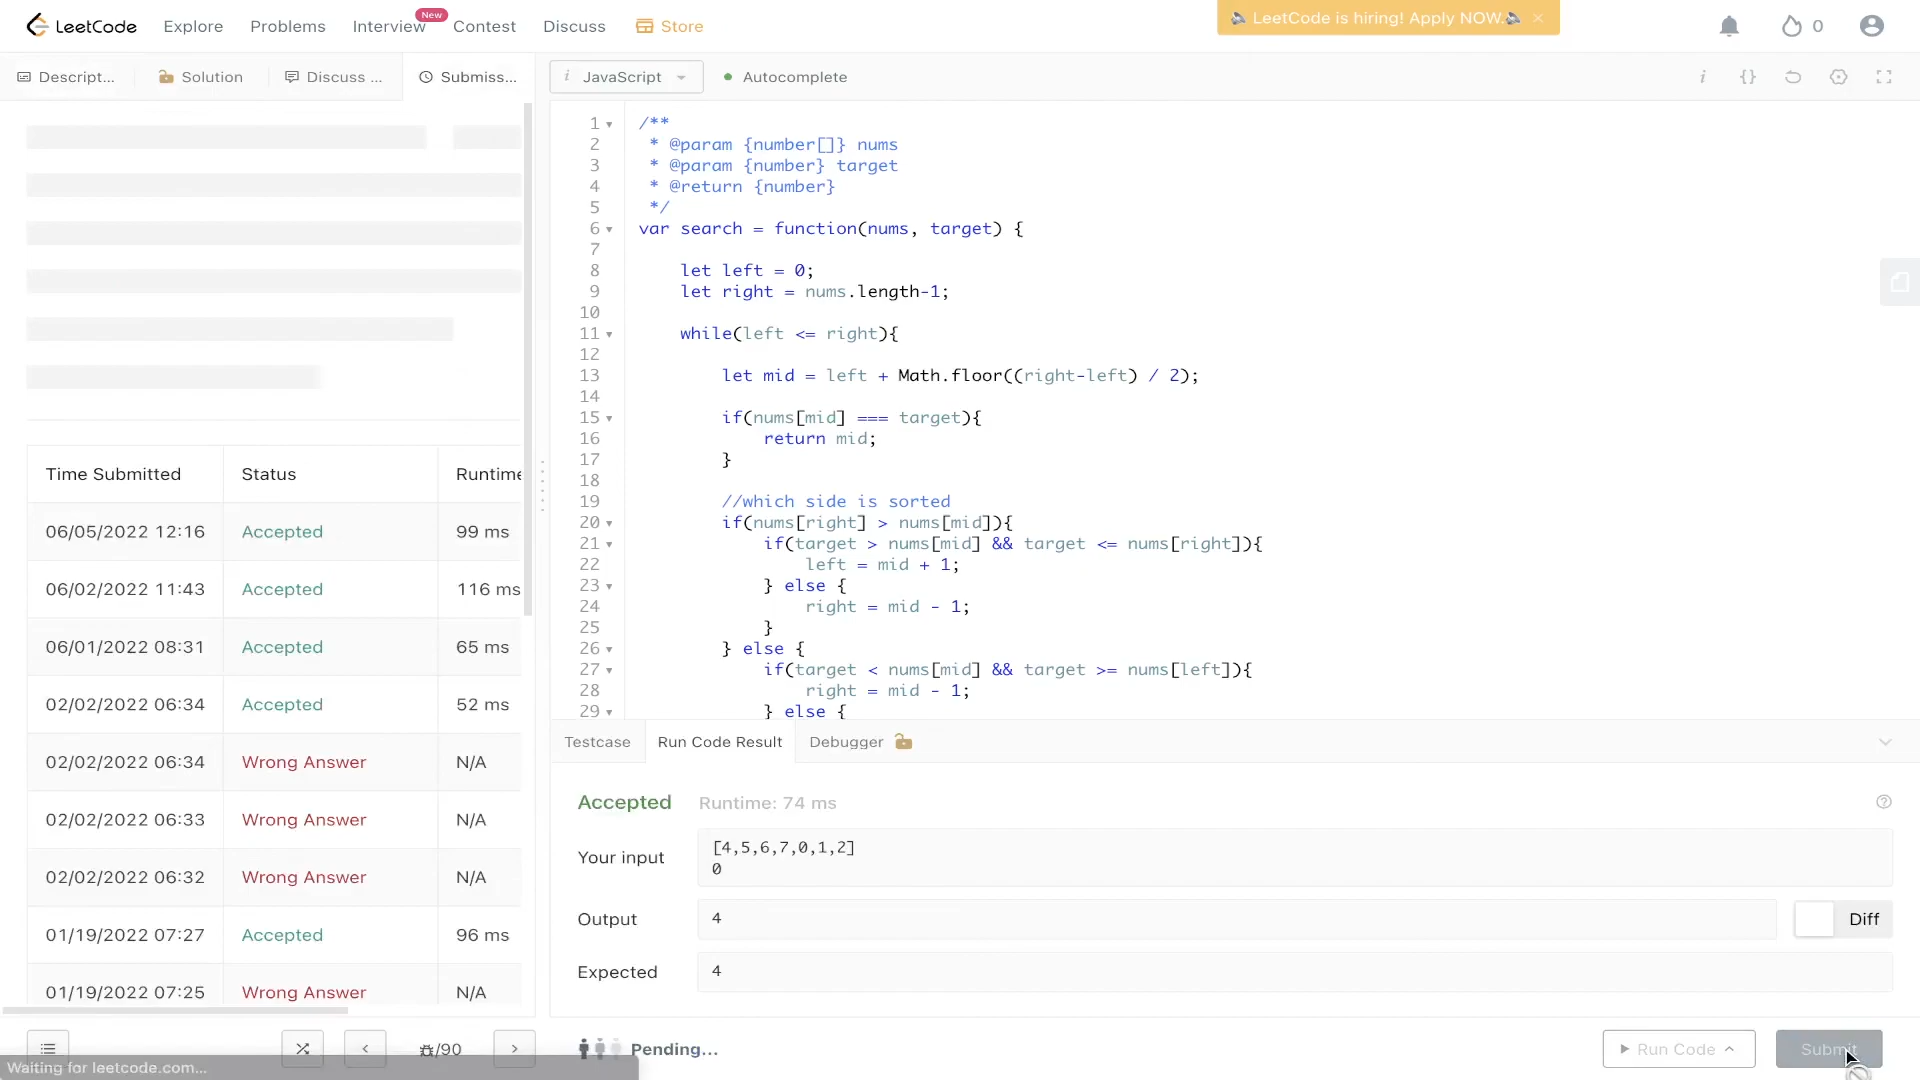 LeetCode
Explore
Problems
Interview
New
Contest
Discuss
Store
LeetCode is hiring! Apply NOW.
×
0
Descript...
Solution
Discuss ...
Submiss...
i JavaScript
Autocomplete
i {}
1 /**
2 * @param {number[]} nums
3 * @param {number} target
4 * @return {number}
5 */
6 var search = function(nums, target) {
7
8 let left = 0;
9 let right = nums.length-1;
10
11 while(left <= right){
12
13 let mid = left + Math.floor((right-left) / 2);
14
15 if(nums[mid] === target){
16 return mid;
17 }
18
19 //which side is sorted
20 if(nums[right] > nums[mid]){
21 if(target > nums[mid] && target <= nums[right]){
22 left = mid + 1;
23 } else {
24 right = mid - 1;
25 }
26 } else {
27 if(target < nums[mid] && target >= nums[left]){
28 right = mid - 1;
29 } else {
Time Submitted Status Runtime
06/05/2022 12:16 Accepted 99 ms
06/02/2022 11:43 Accepted 116 ms
06/01/2022 08:31 Accepted 65 ms
02/02/2022 06:34 Accepted 52 ms
02/02/2022 06:34 Wrong Answer N/A
02/02/2022 06:33 Wrong Answer N/A
02/02/2022 06:32 Wrong Answer N/A
01/19/2022 07:27 Accepted 96 ms
01/19/2022 07:25 Wrong Answer N/A
Testcase
Run Code Result
Debugger
Accepted Runtime: 74 ms
Your input
[4,5,6,7,0,1,2]
0
Output
4
Diff
Expected
4
/90
Pending...
Run Code
Submit
Waiting for leetcode.com...